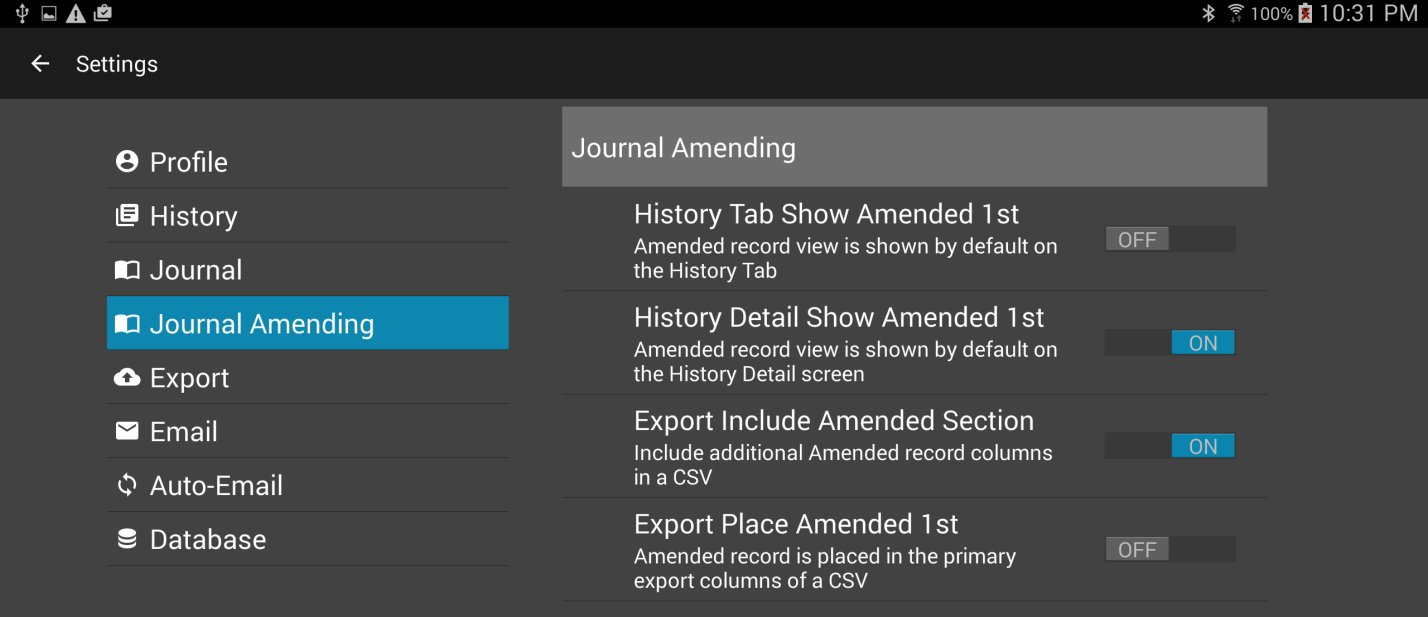 100% 10:31 PM
Settings
Profile
History
Journal
Journal Amending
Export
Email
Auto-Email
Database
Journal Amending
History Tab Show Amended 1st
Amended record view is shown by default on
the History Tab
OFF
History Detail Show Amended 1st
Amended record view is shown by default on
the History Detail screen
ON
Export Include Amended Section
Include additional Amended record columns
in a CSV
ON
Export Place Amended 1st
Amended record is placed in the primary
export columns of a CSV
OFF